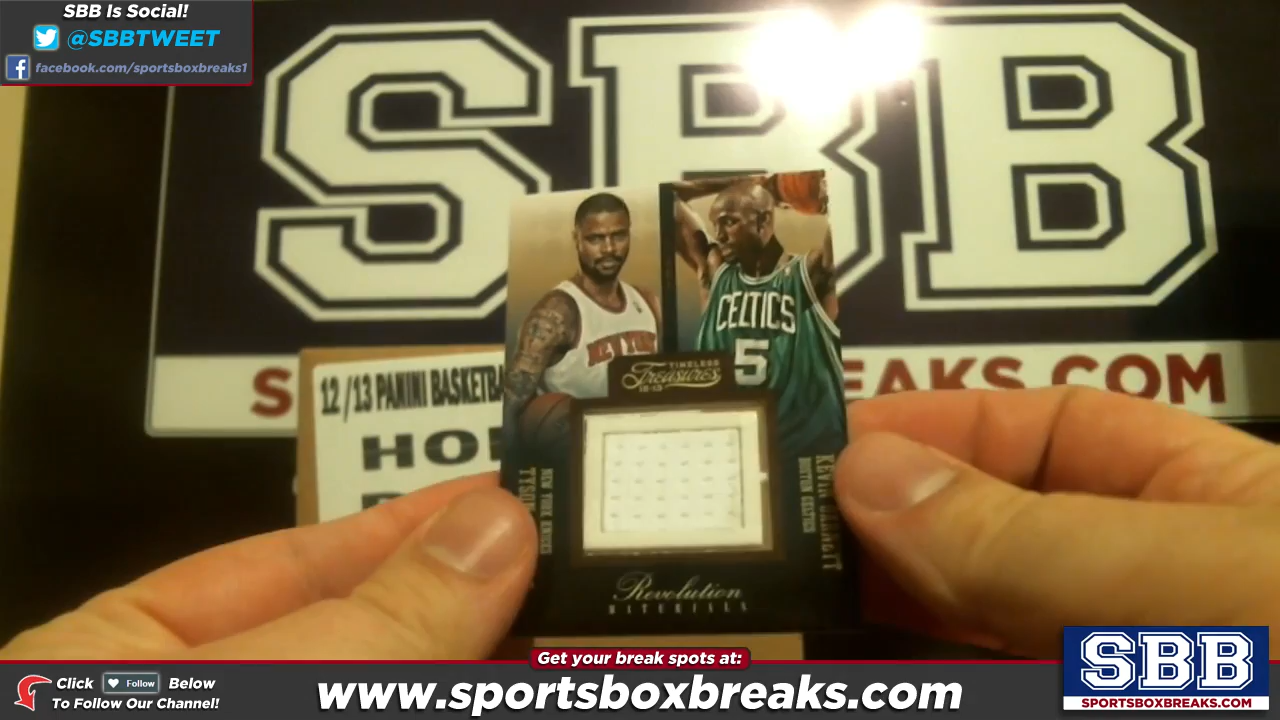 SBB Is Social!
@SBBTWEET
facebook.com/sportsboxbreaks1
SBB
12/13 PANINI BASKETBA
HO
NEW YORK
CELTICS
5
TIMELESS
Treasures
12-13
NEW YORK KNICKS
KEVIN GARNETT
BOSTON CELTICS
Revolution
MATERIALS
EAKS.COM
Get your break spots at:
Click Follow Below
To Follow Our Channel!
www.sportsboxbreaks.com
SBB
SPORTSBOXBREAKS.COM